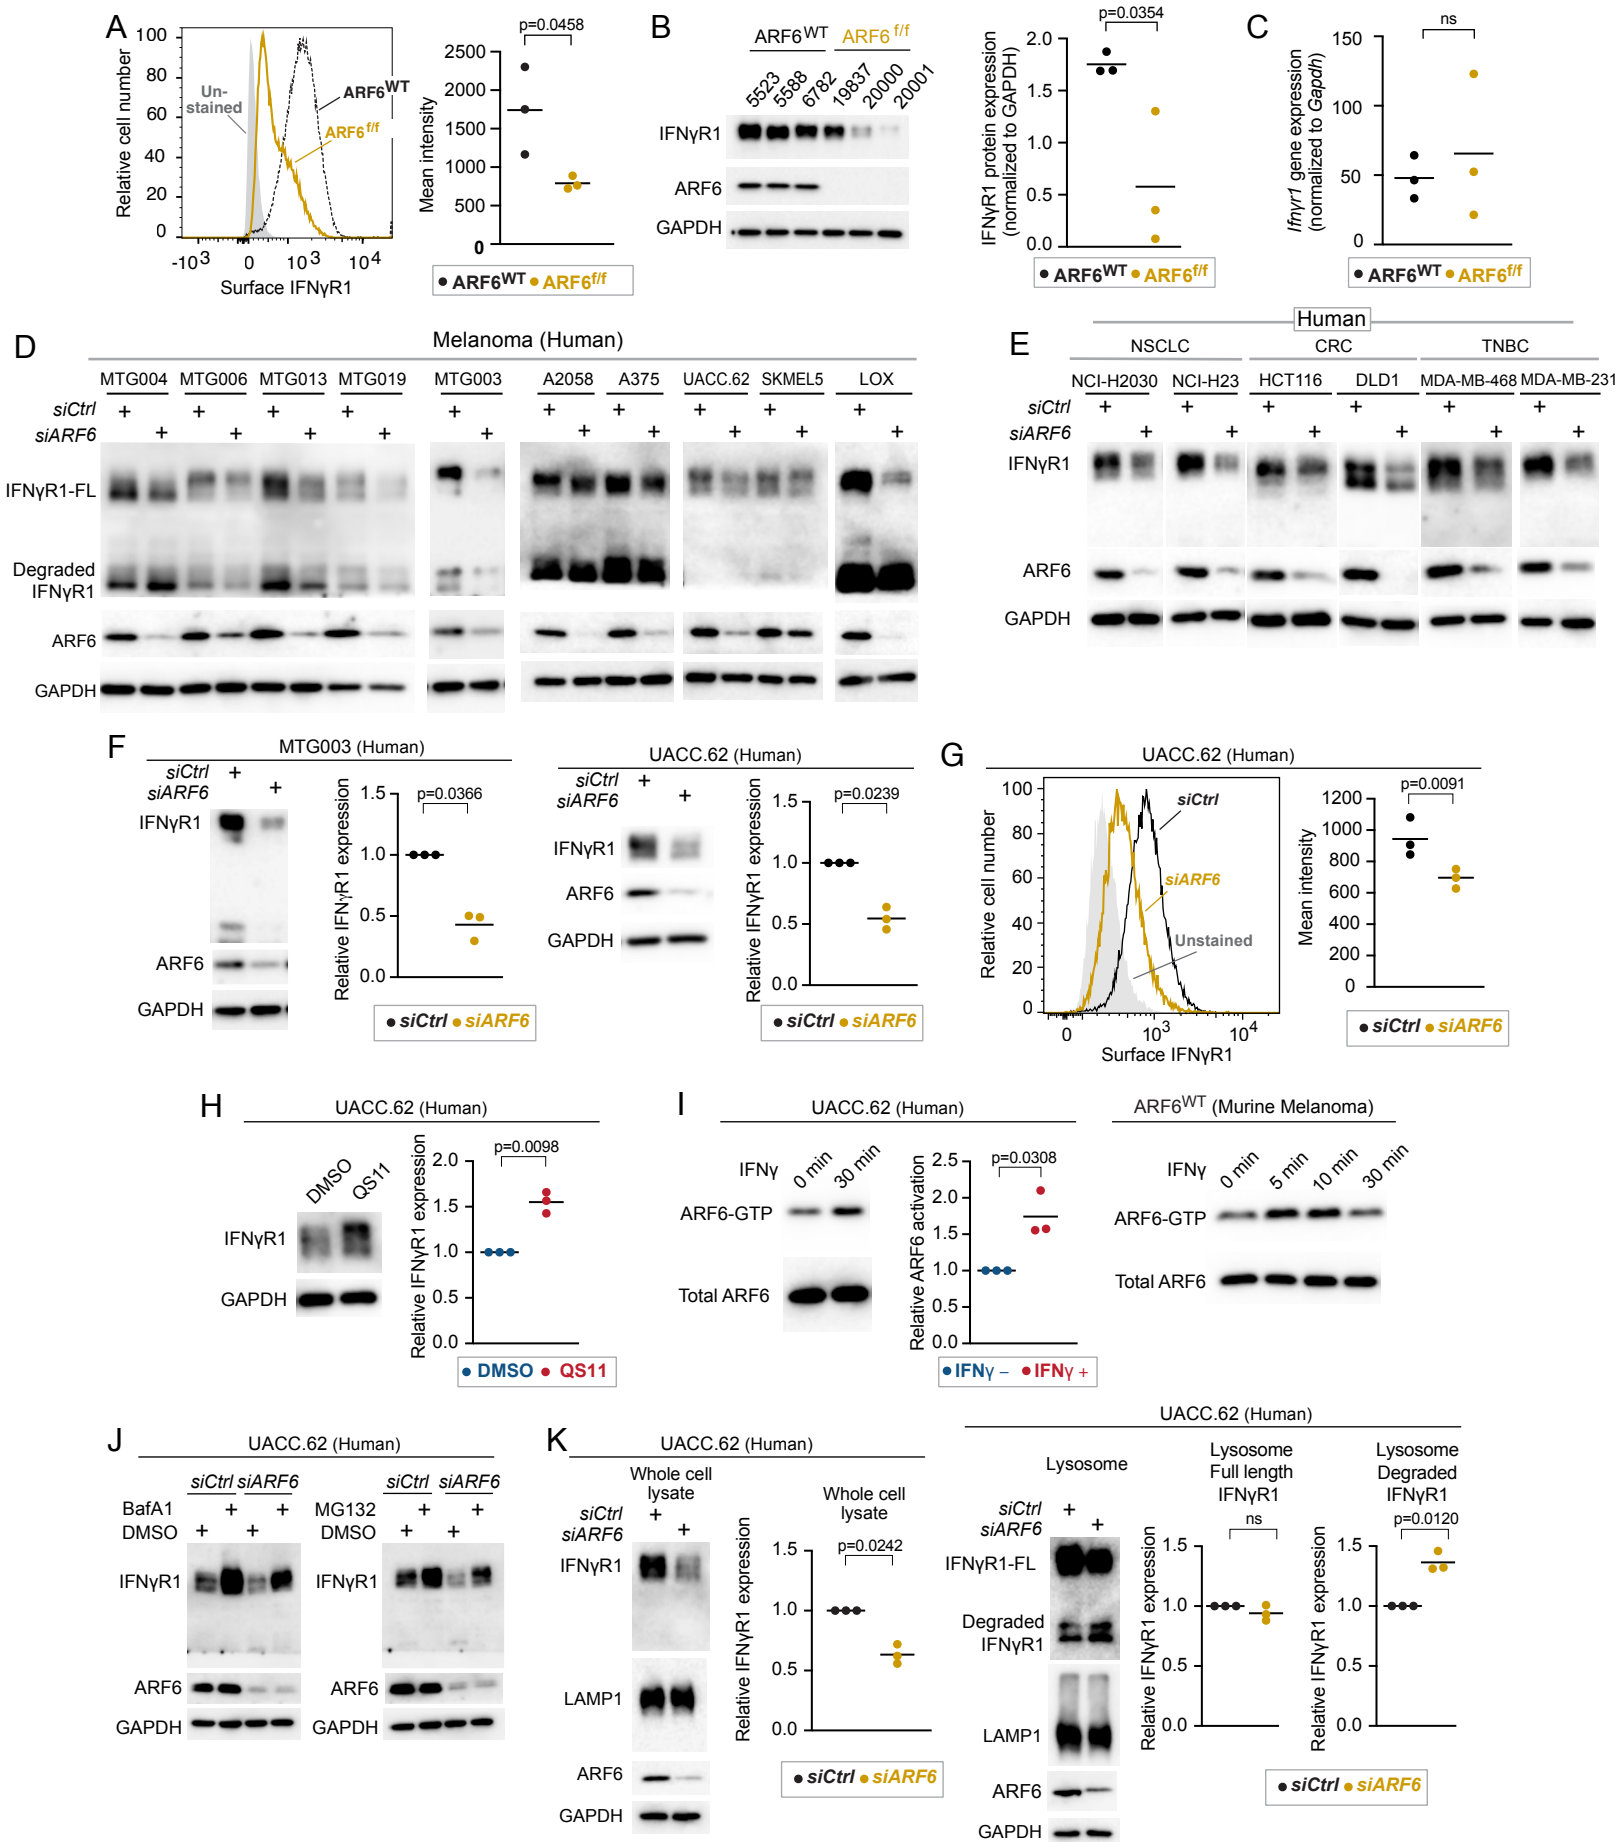 A
100
80
60
40
20
0
Relative cell number
Un-
stained
ARF6WT
ARF6f/f
-10³ 0 10³ 10⁴
Surface IFNγR1
p=0.0458
2500
2000
1500
1000
500
0
Mean intensity
ARF6WT ARF6f/f
B
ARF6WT ARF6f/f
5523 5588 6782 19837 20000 20001
IFNγR1
ARF6
GAPDH
p=0.0354
2.0
1.5
1.0
0.5
0.0
IFNγR1 protein expression
(normalized to GAPDH)
ARF6WT ARF6f/f
C
ns
150
100
50
0
Ifnγr1 gene expression
(normalized to Gapdh)
ARF6WT ARF6f/f
D
Melanoma (Human)
MTG004 MTG006 MTG013 MTG019 MTG003 A2058 A375 UACC.62 SKMEL5 LOX
siCtrl + + + + + + + + + +
siARF6 + + + + + + + + + +
IFNγR1-FL
Degraded
IFNγR1
ARF6
GAPDH
E
Human
NSCLC CRC TNBC
NCI-H2030 NCI-H23 HCT116 DLD1 MDA-MB-468 MDA-MB-231
siCtrl + + + + + +
siARF6 + + + + + +
IFNγR1
ARF6
GAPDH
F
MTG003 (Human)
siCtrl +
siARF6 +
IFNγR1
ARF6
GAPDH
p=0.0366
1.5
1.0
0.5
0.0
Relative IFNγR1 expression
siCtrl siARF6
UACC.62 (Human)
siCtrl +
siARF6 +
IFNγR1
ARF6
GAPDH
p=0.0239
1.5
1.0
0.5
0.0
Relative IFNγR1 expression
siCtrl siARF6
G
UACC.62 (Human)
100
80
60
40
20
0
Relative cell number
siCtrl
siARF6
Unstained
0 10³ 10⁴
Surface IFNγR1
p=0.0091
1200
1000
800
600
400
200
0
Mean intensity
siCtrl siARF6
H
UACC.62 (Human)
DMSO QS11
IFNγR1
GAPDH
p=0.0098
2.0
1.5
1.0
0.5
0.0
Relative IFNγR1 expression
DMSO QS11
I
UACC.62 (Human)
IFNγ 0 min 30 min
ARF6-GTP
Total ARF6
p=0.0308
2.5
2.0
1.5
1.0
0.5
0.0
Relative ARF6 activation
IFNγ – IFNγ +
ARF6WT (Murine Melanoma)
IFNγ 0 min 5 min 10 min 30 min
ARF6-GTP
Total ARF6
J
UACC.62 (Human)
siCtrl siARF6
BafA1 + +
DMSO + +
IFNγR1
ARF6
GAPDH
siCtrl siARF6
MG132 + +
DMSO + +
IFNγR1
ARF6
GAPDH
K
UACC.62 (Human)
Whole cell
lysate
siCtrl +
siARF6 +
IFNγR1
LAMP1
ARF6
GAPDH
Whole cell
lysate
p=0.0242
1.5
1.0
0.5
0.0
Relative IFNγR1 expression
siCtrl siARF6
UACC.62 (Human)
Lysosome
siCtrl +
siARF6 +
IFNγR1-FL
Degraded
IFNγR1
LAMP1
ARF6
GAPDH
Lysosome
Full length
IFNγR1
ns
1.5
1.0
0.5
0.0
Relative IFNγR1 expression
Lysosome
Degraded
IFNγR1
p=0.0120
1.5
1.0
0.5
0.0
Relative IFNγR1 expression
siCtrl siARF6